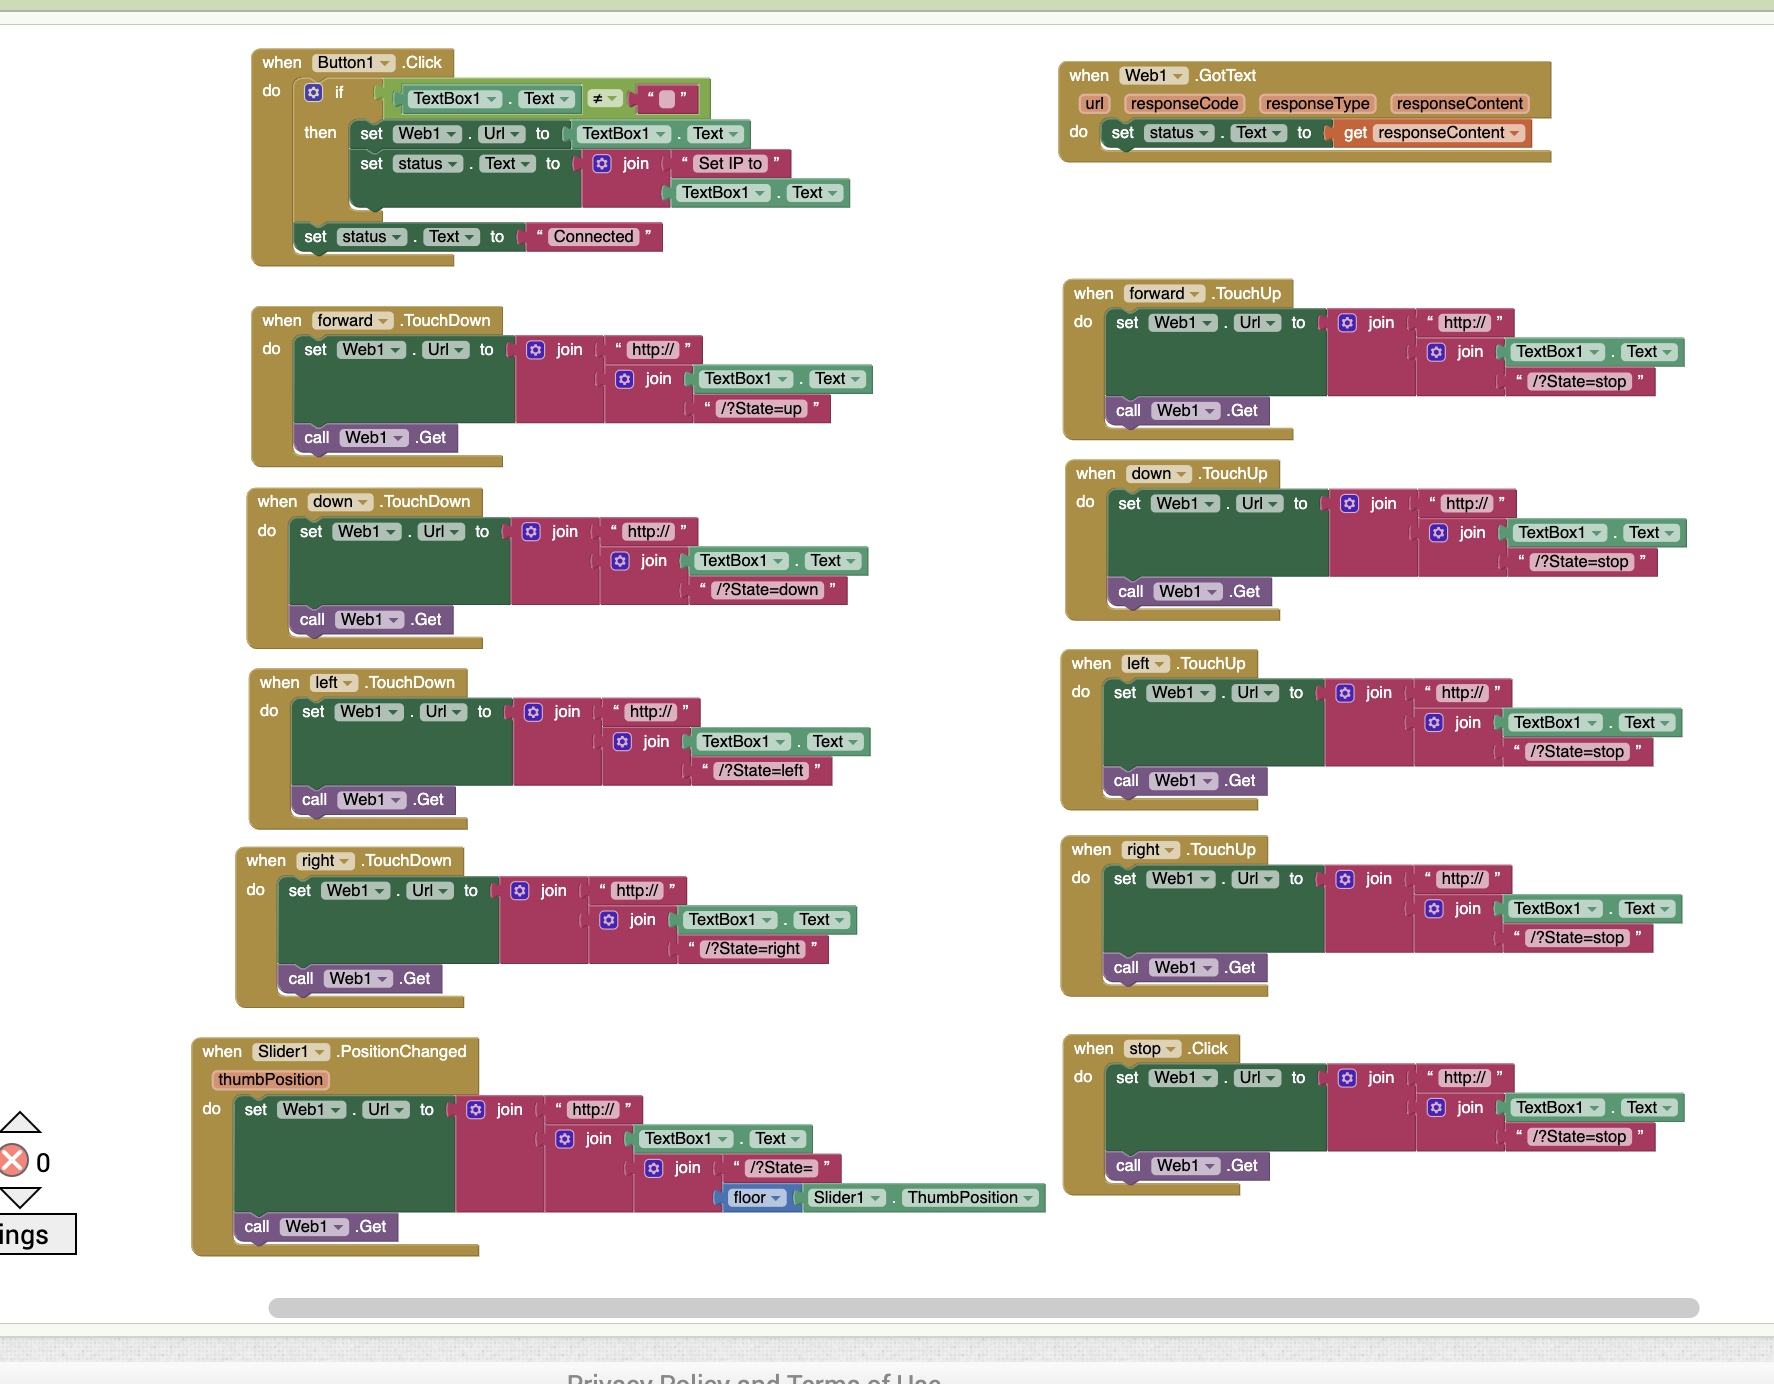 when Button1 .Click
do if TextBox1 . Text ≠ “ ”
then set Web1 . Url to TextBox1 . Text
set status . Text to join “ Set IP to ”
TextBox1 . Text
set status . Text to “ Connected ”
when forward .TouchDown
do set Web1 . Url to join “ http:// ”
join TextBox1 . Text
“ /?State=up ”
call Web1 .Get
when down .TouchDown
do set Web1 . Url to join “ http:// ”
join TextBox1 . Text
“ /?State=down ”
call Web1 .Get
when left .TouchDown
do set Web1 . Url to join “ http:// ”
join TextBox1 . Text
“ /?State=left ”
call Web1 .Get
when right .TouchDown
do set Web1 . Url to join “ http:// ”
join TextBox1 . Text
“ /?State=right ”
call Web1 .Get
when Slider1 .PositionChanged
thumbPosition
do set Web1 . Url to join “ http:// ”
join TextBox1 . Text
join “ /?State= ”
floor Slider1 . ThumbPosition
call Web1 .Get
when Web1 .GotText
url responseCode responseType responseContent
do set status . Text to get responseContent
when forward .TouchUp
do set Web1 . Url to join “ http:// ”
join TextBox1 . Text
“ /?State=stop ”
call Web1 .Get
when down .TouchUp
do set Web1 . Url to join “ http:// ”
join TextBox1 . Text
“ /?State=stop ”
call Web1 .Get
when left .TouchUp
do set Web1 . Url to join “ http:// ”
join TextBox1 . Text
“ /?State=stop ”
call Web1 .Get
when right .TouchUp
do set Web1 . Url to join “ http:// ”
join TextBox1 . Text
“ /?State=stop ”
call Web1 .Get
when stop .Click
do set Web1 . Url to join “ http:// ”
join TextBox1 . Text
“ /?State=stop ”
call Web1 .Get
0
ings
Privacy Policy and Terms of Use